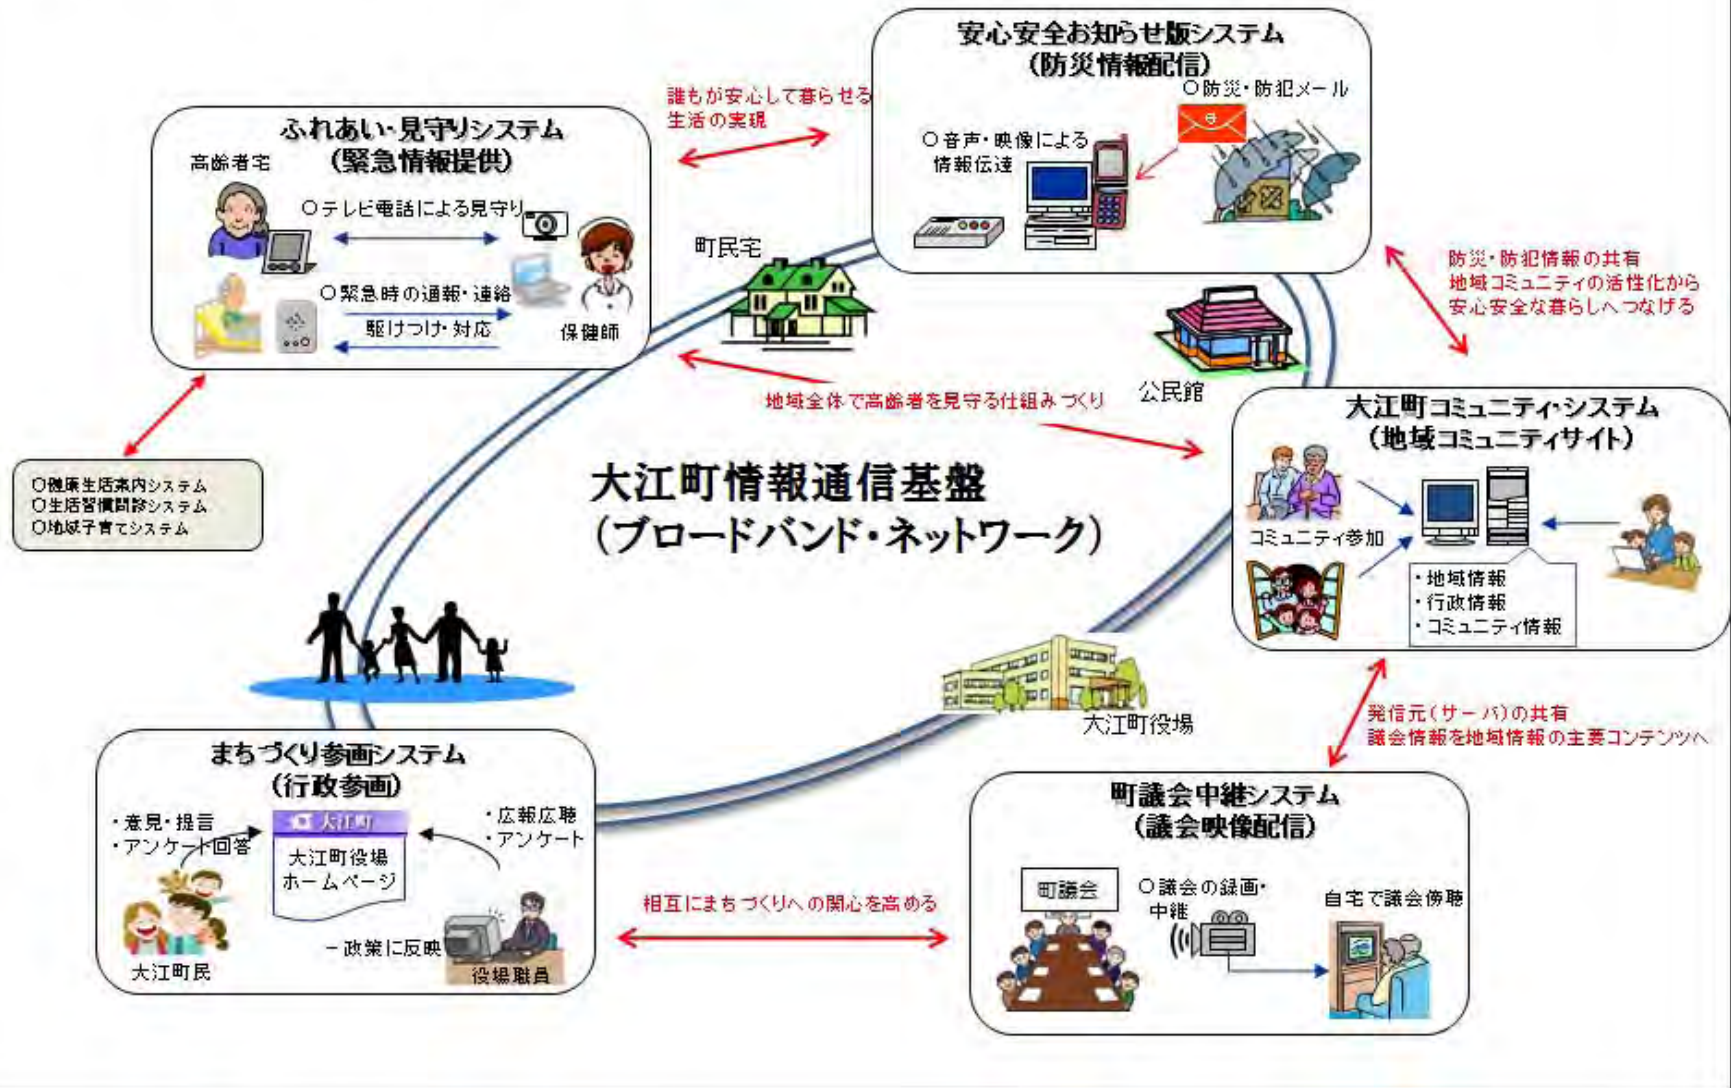 安心安全お知らせ版システム
(防災情報配信)
○防災・防犯メール
○音声・映像による
情報伝達
誰もが安心して暮らせる
生活の実現
ふれあい・見守りシステム
(緊急情報提供)
高齢者宅
○テレビ電話による見守り
○緊急時の通報・連絡
駆けつけ・対応
保健師
町民宅
公民館
防災・防犯情報の共有
地域コミュニティの活性化から
安心安全な暮らしへつなげる
地域全体で高齢者を見守る仕組みづくり
大江町コミュニティ・システム
(地域コミュニティサイト)
コミュニティ参加
・地域情報
・行政情報
・コミュニティ情報
○健康生活案内システム
○生活習慣問診システム
○地域子育てシステム
大江町情報通信基盤
(ブロードバンド・ネットワーク)
大江町役場
発信元(サーバ)の共有
議会情報を地域情報の主要コンテンツへ
まちづくり参画システム
(行政参画)
・意見・提言
・アンケート回答
大江町
大江町役場
ホームページ
・広報広聴
・アンケート
−政策に反映
大江町民
役場職員
相互にまちづくりへの関心を高める
町議会中継システム
(議会映像配信)
町議会
○議会の録画・
中継
自宅で議会傍聴